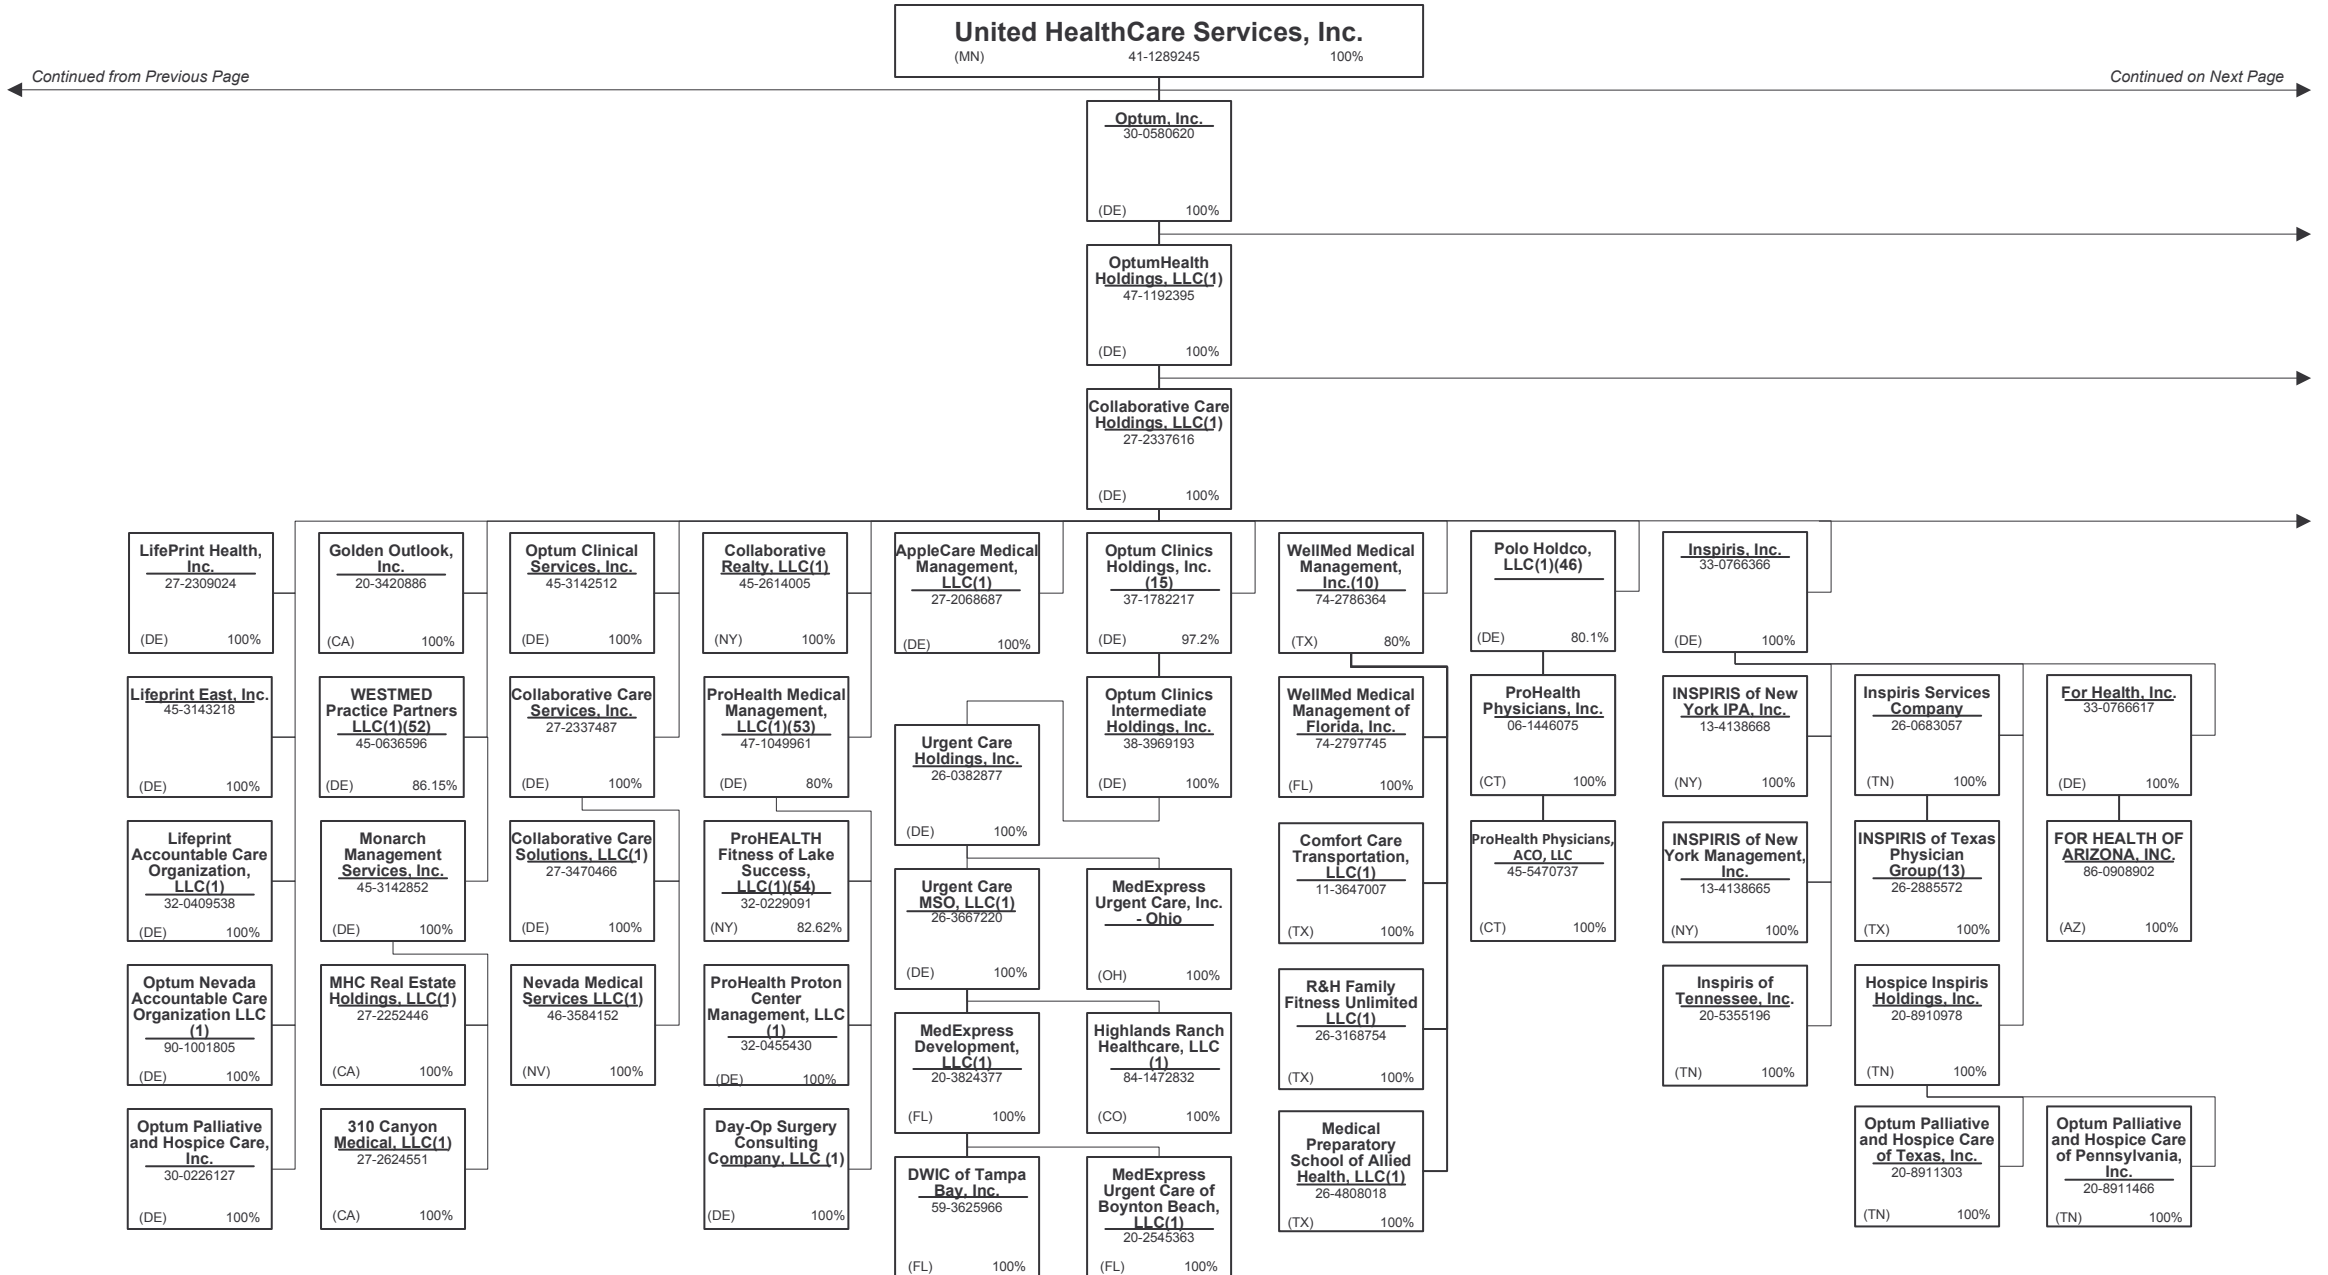 United HealthCare Services, Inc.
(MN) 41-1289245 100%
Continued from Previous Page
Continued on Next Page
Optum, Inc.
30-0580620
(DE) 100%
OptumHealth
Holdings, LLC(1)
47-1192395
(DE) 100%
Collaborative Care
Holdings, LLC(1)
27-2337616
(DE) 100%
LifePrint Health,
Inc.
27-2309024
(DE) 100%
Golden Outlook,
Inc.
20-3420886
(CA) 100%
Optum Clinical
Services, Inc.
45-3142512
(DE) 100%
Collaborative
Realty, LLC(1)
45-2614005
(NY) 100%
AppleCare Medical
Management,
LLC(1)
27-2068687
(DE) 100%
Optum Clinics
Holdings, Inc.
(15)
37-1782217
(DE) 97.2%
WellMed Medical
Management,
Inc.(10)
74-2786364
(TX) 80%
Polo Holdco,
LLC(1)(46)
(DE) 80.1%
Inspiris, Inc.
33-0766366
(DE) 100%
Lifeprint East, Inc.
45-3143218
(DE) 100%
WESTMED
Practice Partners
LLC(1)(52)
45-0636596
(DE) 86.15%
Collaborative Care
Services, Inc.
27-2337487
(DE) 100%
ProHealth Medical
Management,
LLC(1)(53)
47-1049961
(DE) 80%
Urgent Care
Holdings, Inc.
26-0382877
(DE) 100%
Optum Clinics
Intermediate
Holdings, Inc.
38-3969193
(DE) 100%
WellMed Medical
Management of
Florida, Inc.
74-2797745
(FL) 100%
ProHealth
Physicians, Inc.
06-1446075
(CT) 100%
INSPIRIS of New
York IPA, Inc.
13-4138668
(NY) 100%
Inspiris Services
Company
26-0683057
(TN) 100%
For Health, Inc.
33-0766617
(DE) 100%
Lifeprint
Accountable Care
Organization,
LLC(1)
32-0409538
(DE) 100%
Monarch
Management
Services, Inc.
45-3142852
(DE) 100%
Collaborative Care
Solutions, LLC(1)
27-3470466
(DE) 100%
ProHEALTH
Fitness of Lake
Success,
LLC(1)(54)
32-0229091
(NY) 82.62%
Urgent Care
MSO, LLC(1)
26-3667220
(DE) 100%
MedExpress
Urgent Care, Inc.
- Ohio
(OH) 100%
Comfort Care
Transportation,
LLC(1)
11-3647007
(TX) 100%
ProHealth Physicians,
ACO, LLC
45-5470737
(CT) 100%
INSPIRIS of New
York Management,
Inc.
13-4138665
(NY) 100%
INSPIRIS of Texas
Physician
Group(13)
26-2885572
(TX) 100%
FOR HEALTH OF
ARIZONA, INC.
86-0908902
(AZ) 100%
Optum Nevada
Accountable Care
Organization LLC
(1)
90-1001805
(DE) 100%
MHC Real Estate
Holdings, LLC(1)
27-2252446
(CA) 100%
Nevada Medical
Services LLC(1)
46-3584152
(NV) 100%
ProHealth Proton
Center
Management, LLC
(1)
32-0455430
(DE) 100%
MedExpress
Development,
LLC(1)
20-3824377
(FL) 100%
Highlands Ranch
Healthcare, LLC
(1)
84-1472832
(CO) 100%
R&H Family
Fitness Unlimited
LLC(1)
26-3168754
(TX) 100%
Inspiris of
Tennessee, Inc.
20-5355196
(TN) 100%
Hospice Inspiris
Holdings, Inc.
20-8910978
(TN) 100%
Optum Palliative
and Hospice Care,
Inc.
30-0226127
(DE) 100%
310 Canyon
Medical, LLC(1)
27-2624551
(CA) 100%
Day-Op Surgery
Consulting
Company, LLC (1)
(DE) 100%
DWIC of Tampa
Bay, Inc.
59-3625966
(FL) 100%
MedExpress
Urgent Care of
Boynton Beach,
LLC(1)
20-2545363
(FL) 100%
Medical
Preparatory
School of Allied
Health, LLC(1)
26-4808018
(TX) 100%
Optum Palliative
and Hospice Care
of Texas, Inc.
20-8911303
(TN) 100%
Optum Palliative
and Hospice Care
of Pennsylvania,
Inc.
20-8911466
(TN) 100%